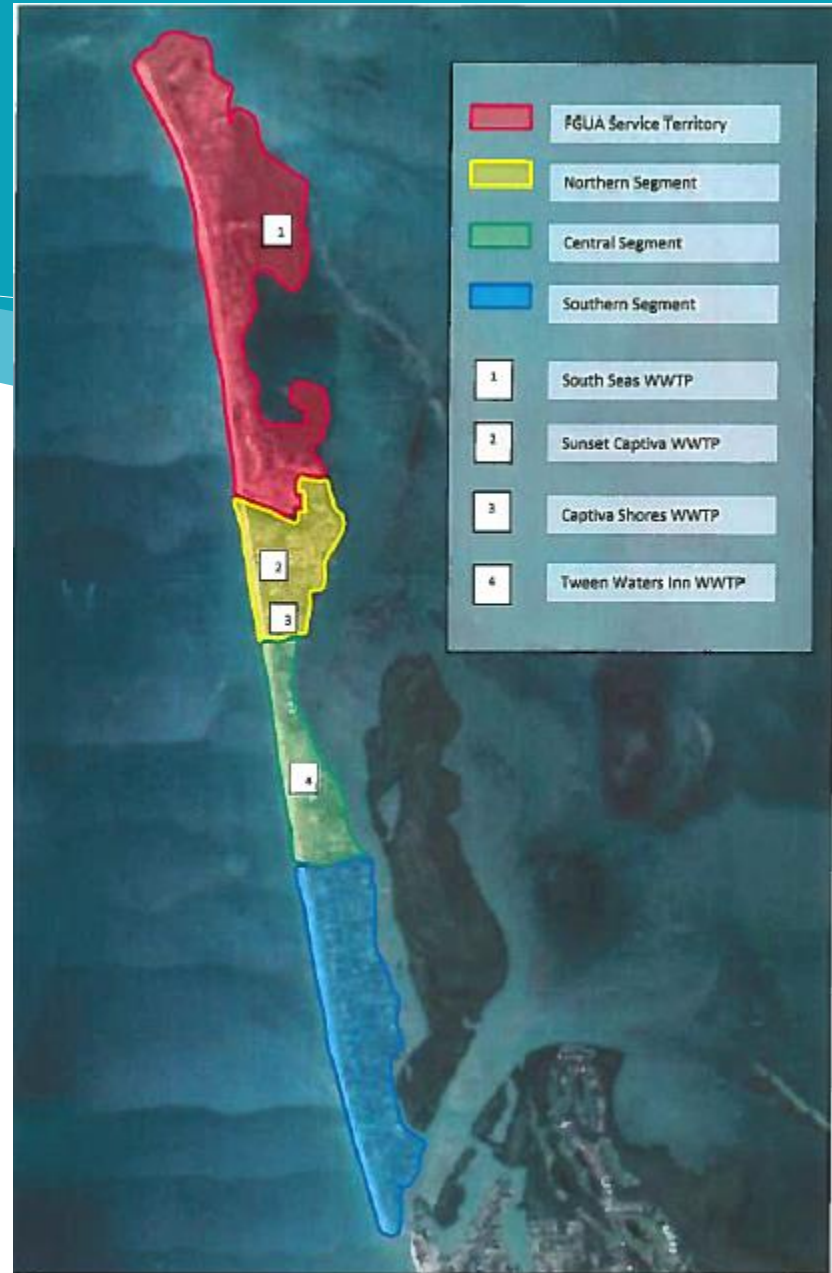 FGUA Service Territory
Northern Segment
Central Segment
Southern Segment
1 South Seas WWTP
2 Sunset Captiva WWTP
3 Captiva Shores WWTP
4 Tween Waters Inn WWTP
1
2
3
4